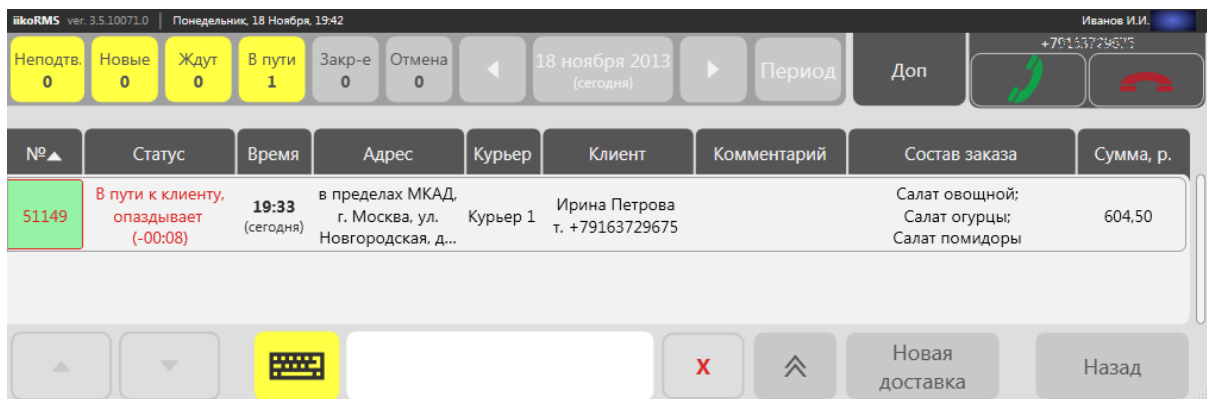 iikoRMS ver. 3.5.10071.0 | Понедельник, 18 Ноября, 19:42 Иванов И.И.
Неподтв. Новые Ждут В пути Закр-е Отмена 18 ноября 2013 Период Доп +79163729675
0 0 0 1 0 0 (сегодня)
№ Статус Время Адрес Курьер Клиент Комментарий Состав заказа Сумма, р.
В пути к клиенту, в пределах МКАД, Салат овощной;
51149 опаздывает 19:33 (сегодня) г. Москва, ул. Курьер 1 Ирина Петрова т. +79163729675 Салат огурцы; 604,50
(-00:08) Новгородская, д... Салат помидоры
X Новая доставка Назад